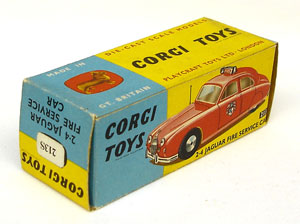 DIE-CAST SCALE MODELS
CORGI TOYS
PLAYCRAFT TOYS LTD., LONDON
MADE IN
GT. BRITAIN
CORGI
TOYS
2·4 JAGUAR FIRE SERVICE CAR
2·4 JAGUAR
FIRE SERVICE
CAR
213S
CORGI TOYS